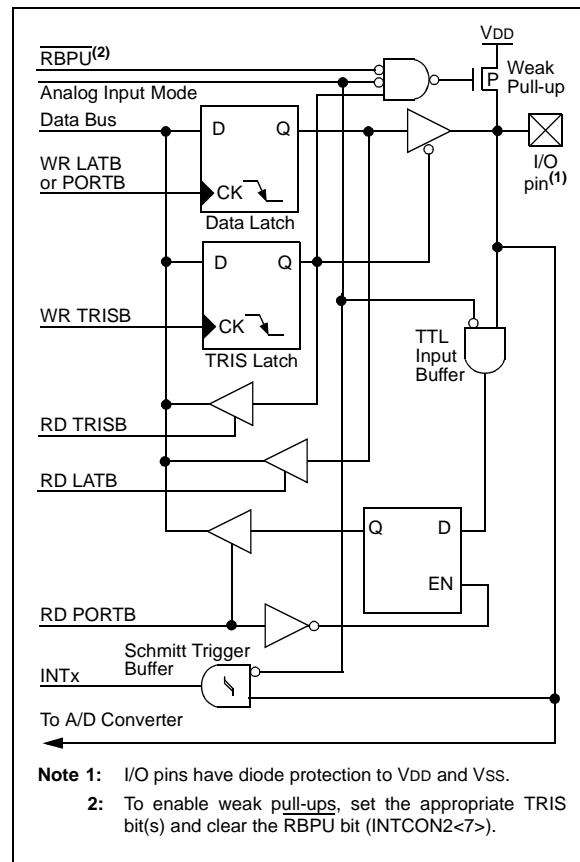 VDD
RBPU(2)
Weak
Pull-up
P
Analog Input Mode
Data Bus
D Q
I/O
pin(1)
WR LATB
or PORTB
CK
Data Latch
D Q
WR TRISB
CK
TTL
Input
Buffer
TRIS Latch
RD TRISB
RD LATB
Q D
EN
RD PORTB
Schmitt Trigger
Buffer
INTx
To A/D Converter
Note 1: I/O pins have diode protection to VDD and VSS.
2: To enable weak pull-ups, set the appropriate TRIS
bit(s) and clear the RBPU bit (INTCON2<7>).